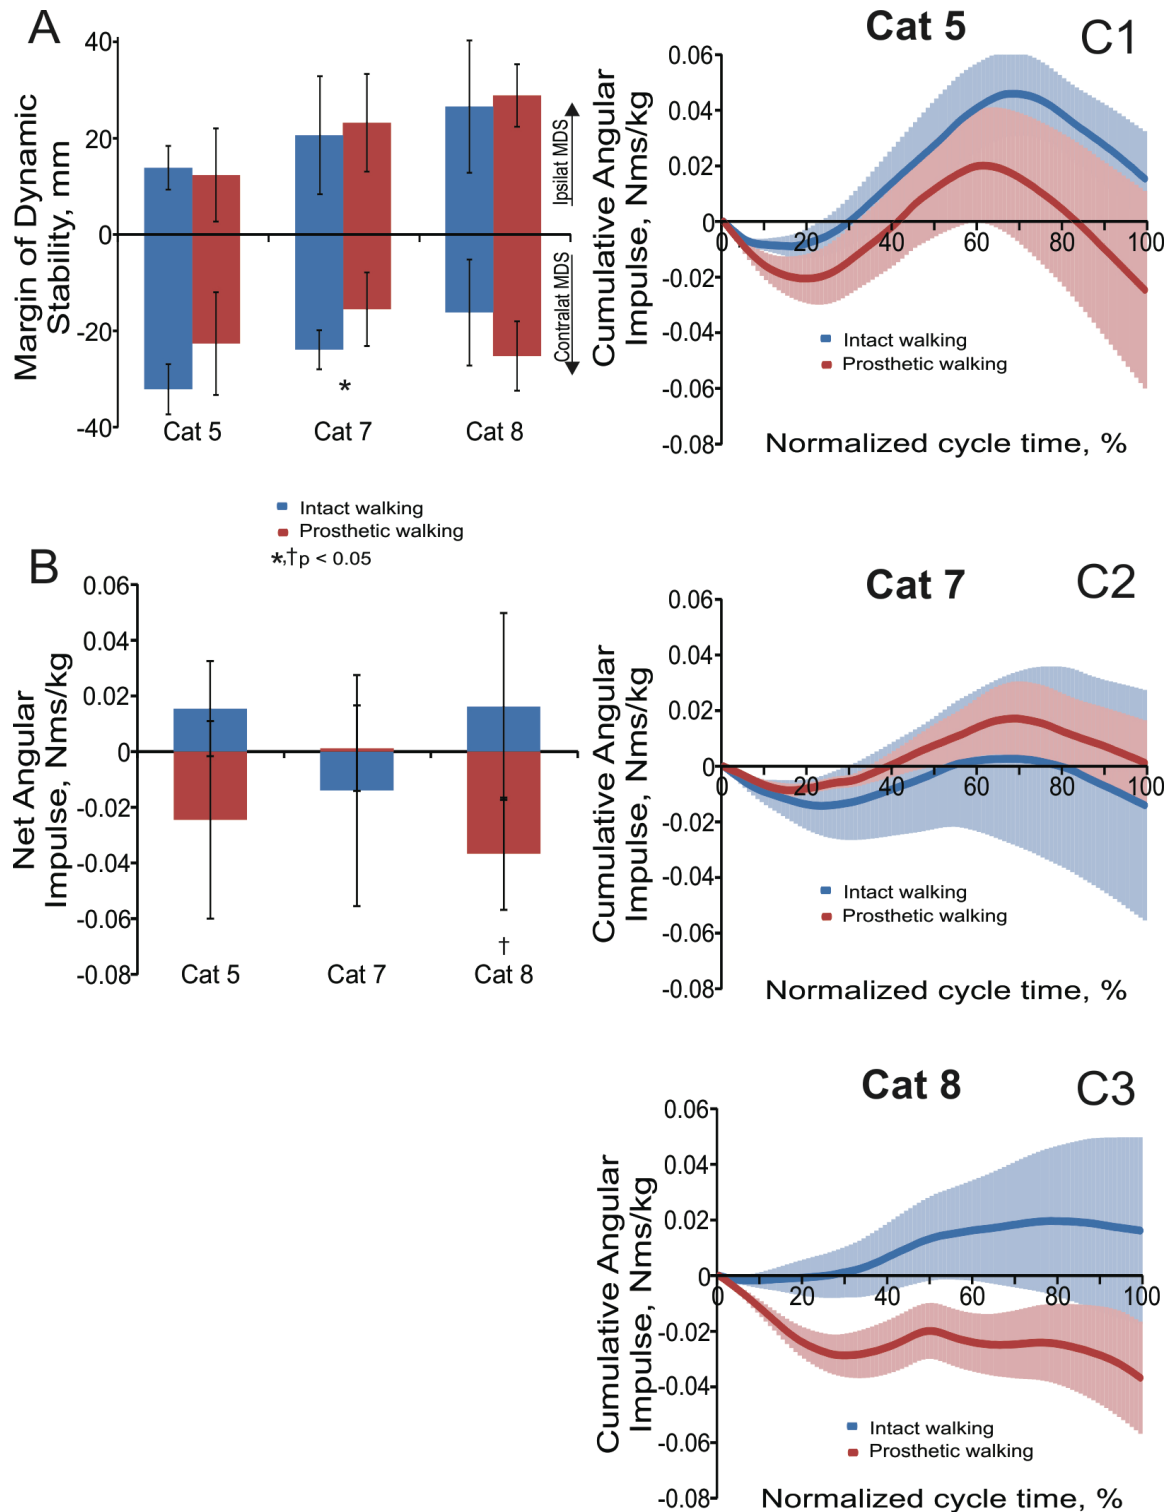 A
Margin of Dynamic
Stability, mm
40
20
0
-20
-40
Ipsilat MDS
Contralat MDS
*
Cat 5
Cat 7
Cat 8
Intact walking
Prosthetic walking
*,†p < 0.05
B
Net Angular
Impulse, Nms/kg
0.06
0.04
0.02
0
-0.02
-0.04
-0.06
-0.08
†
Cat 5
Cat 7
Cat 8
Cat 5
C1
Cumulative Angular
Impulse, Nms/kg
0.06
0.04
0.02
0
-0.02
-0.04
-0.06
-0.08
0 20 40 60 80 100
Intact walking
Prosthetic walking
Normalized cycle time, %
Cat 7
C2
Cumulative Angular
Impulse, Nms/kg
0.06
0.04
0.02
0
-0.02
-0.04
-0.06
-0.08
0 20 40 60 80 100
Intact walking
Prosthetic walking
Normalized cycle time, %
Cat 8
C3
Cumulative Angular
Impulse, Nms/kg
0.06
0.04
0.02
0
-0.02
-0.04
-0.06
-0.08
0 20 40 60 80 100
Intact walking
Prosthetic walking
Normalized cycle time, %